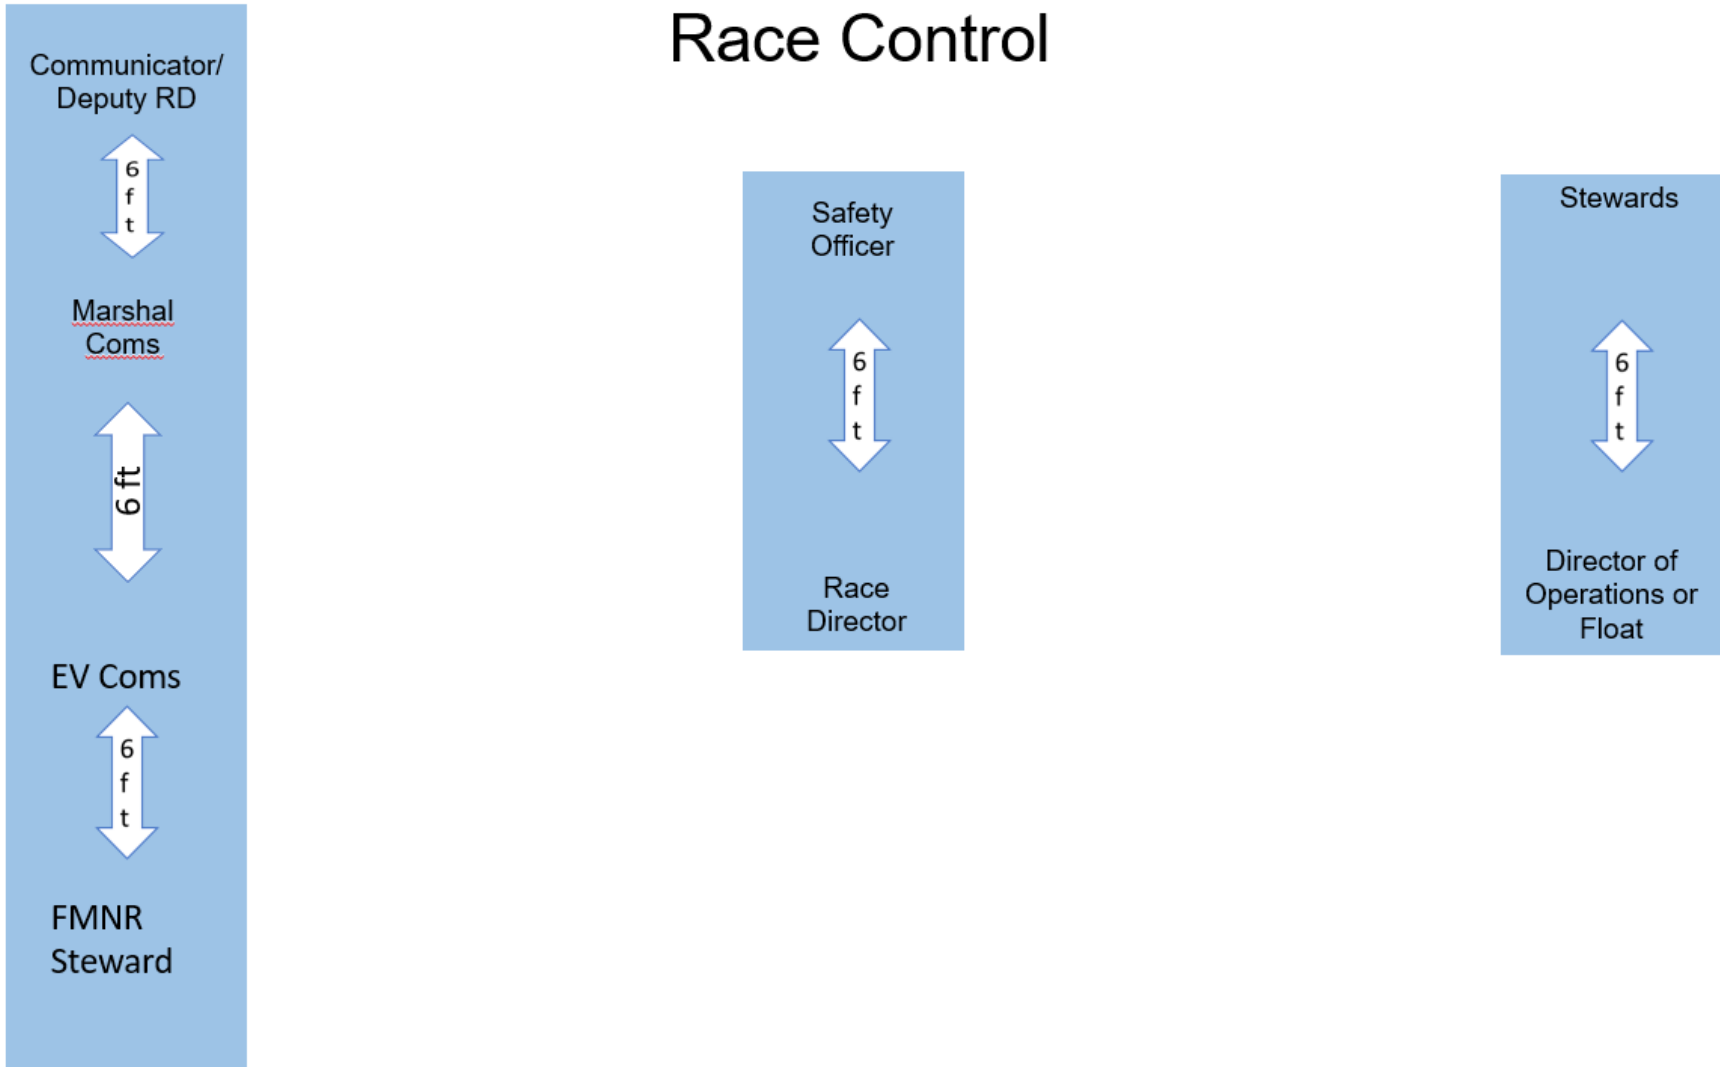 Race Control
Communicator/
Deputy RD
6
f
t
Marshal
Coms
6 ft
EV Coms
6
f
t
FMNR
Steward
Safety
Officer
6
f
t
Race
Director
Stewards
6
f
t
Director of
Operations or
Float